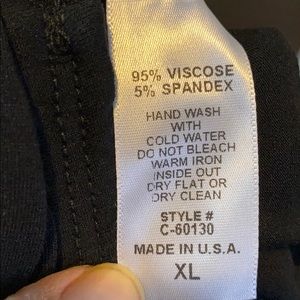 95% VISCOSE
5% SPANDEX
HAND WASH
WITH
COLD WATER
DO NOT BLEACH
WARM IRON
INSIDE OUT
DRY FLAT OR
DRY CLEAN
STYLE #
C-60130
MADE IN U.S.A.
XL